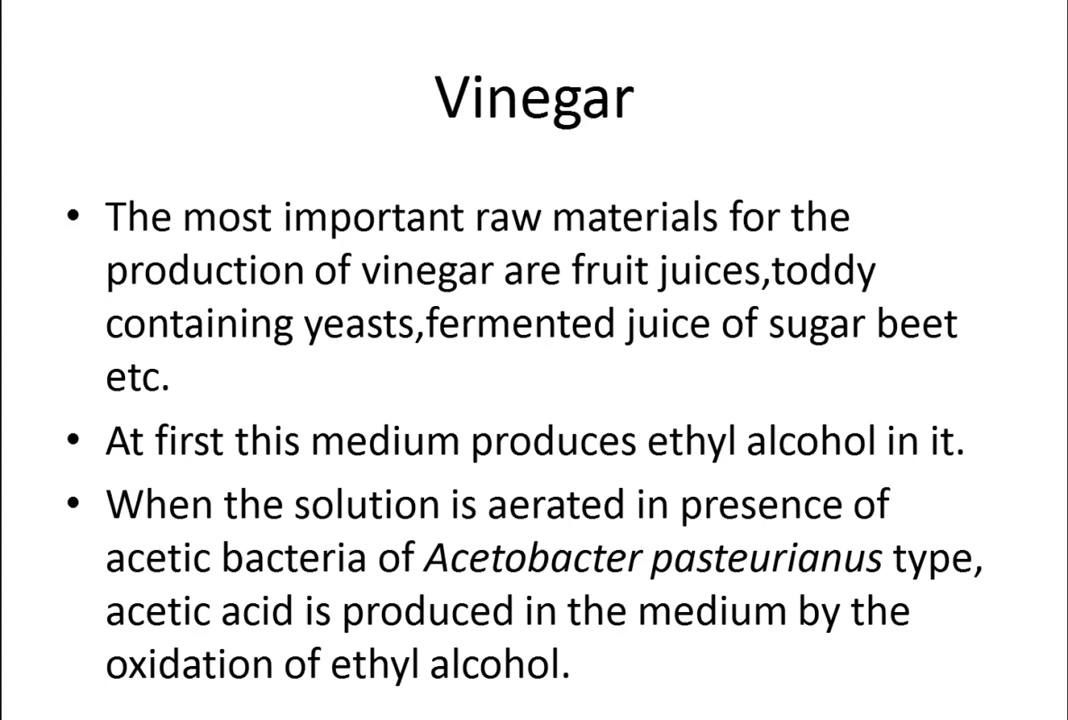 Vinegar
• The most important raw materials for the
production of vinegar are fruit juices,toddy
containing yeasts,fermented juice of sugar beet
etc.
• At first this medium produces ethyl alcohol in it.
• When the solution is aerated in presence of
acetic bacteria of Acetobacter pasteurianus type,
acetic acid is produced in the medium by the
oxidation of ethyl alcohol.